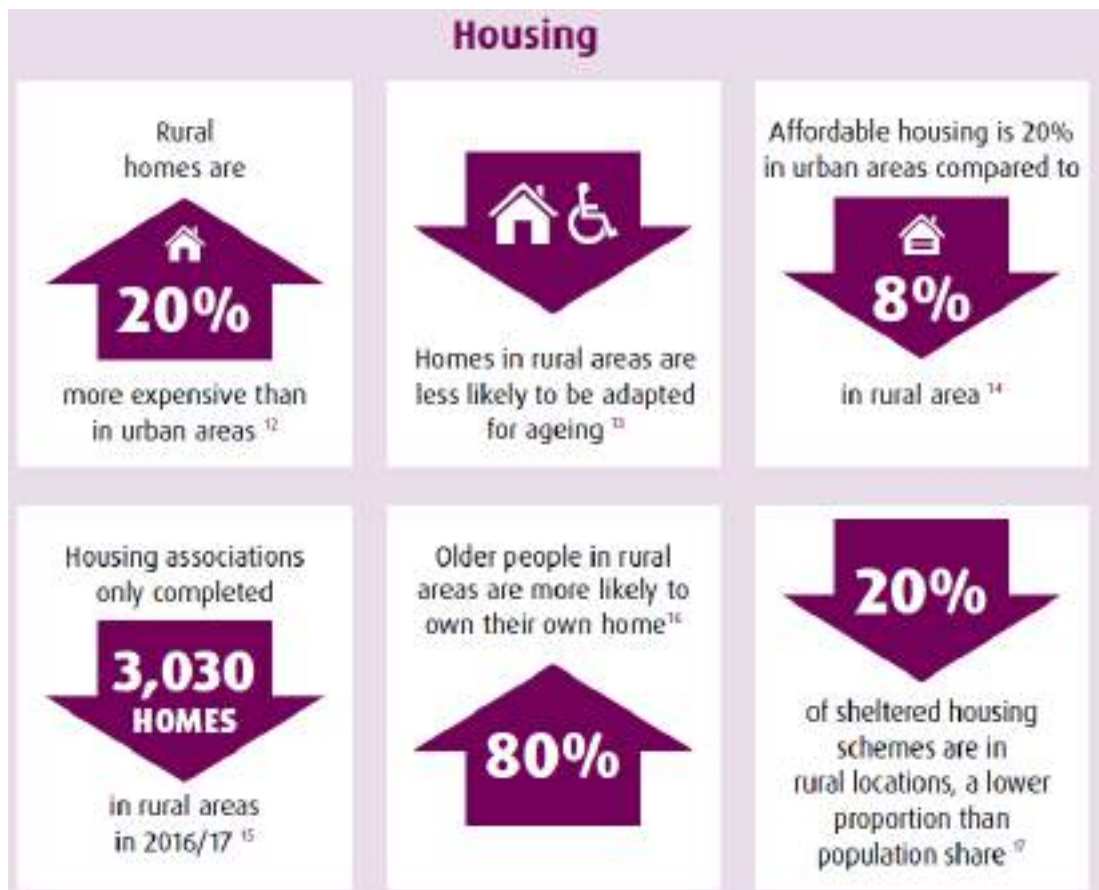 Housing
Rural
homes are
20%
more expensive than
in urban areas 12
Homes in rural areas are
less likely to be adapted
for ageing 13
Affordable housing is 20%
in urban areas compared to
8%
in rural area 14
Housing associations
only completed
3,030
HOMES
in rural areas
in 2016/17 15
Older people in rural
areas are more likely to
own their own home16
80%
20%
of sheltered housing
schemes are in
rural locations, a lower
proportion than
population share 17